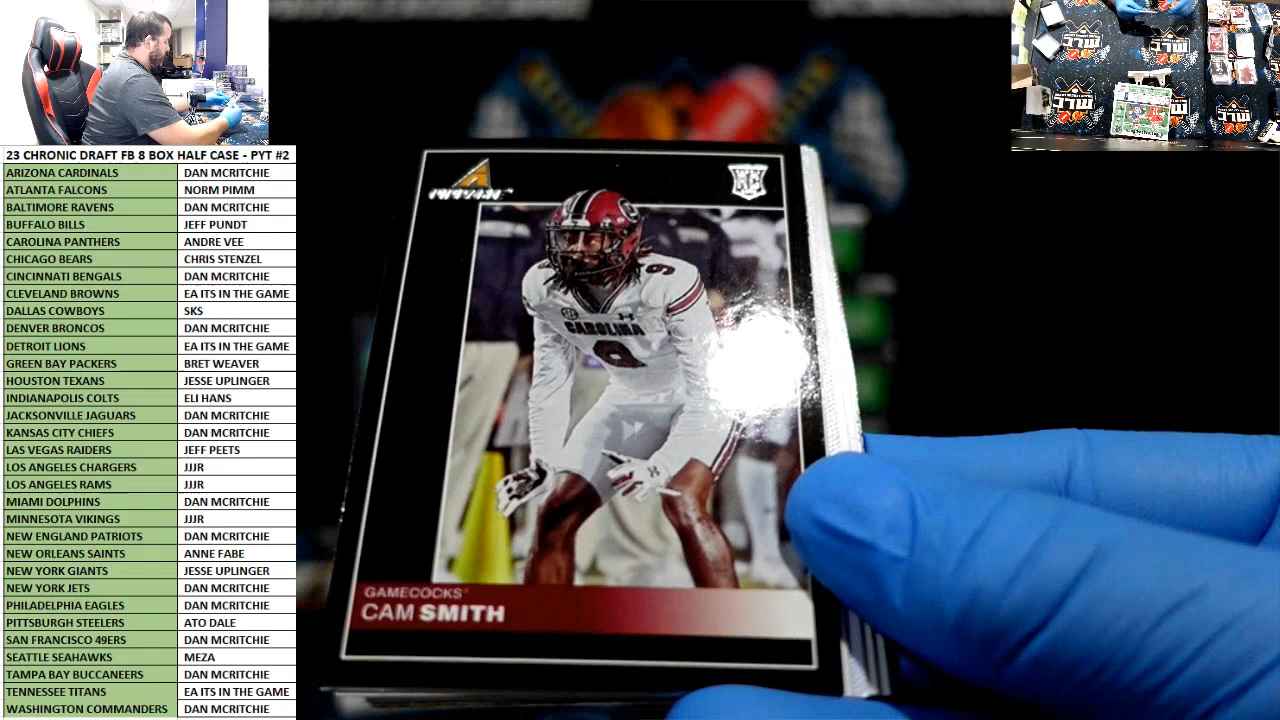 23 CHRONIC DRAFT FB 8 BOX HALF CASE - PYT #2
ARIZONA CARDINALS DAN MCRITCHIE
ATLANTA FALCONS NORM PIMM
BALTIMORE RAVENS DAN MCRITCHIE
BUFFALO BILLS JEFF PUNDT
CAROLINA PANTHERS ANDRE VEE
CHICAGO BEARS CHRIS STENZEL
CINCINNATI BENGALS DAN MCRITCHIE
CLEVELAND BROWNS EA ITS IN THE GAME
DALLAS COWBOYS SKS
DENVER BRONCOS DAN MCRITCHIE
DETROIT LIONS EA ITS IN THE GAME
GREEN BAY PACKERS BRET WEAVER
HOUSTON TEXANS JESSE UPLINGER
INDIANAPOLIS COLTS ELI HANS
JACKSONVILLE JAGUARS DAN MCRITCHIE
KANSAS CITY CHIEFS DAN MCRITCHIE
LAS VEGAS RAIDERS JEFF PEETS
LOS ANGELES CHARGERS JJJR
LOS ANGELES RAMS JJJR
MIAMI DOLPHINS DAN MCRITCHIE
MINNESOTA VIKINGS JJJR
NEW ENGLAND PATRIOTS DAN MCRITCHIE
NEW ORLEANS SAINTS ANNE FABE
NEW YORK GIANTS JESSE UPLINGER
NEW YORK JETS DAN MCRITCHIE
PHILADELPHIA EAGLES DAN MCRITCHIE
PITTSBURGH STEELERS ATO DALE
SAN FRANCISCO 49ERS DAN MCRITCHIE
SEATTLE SEAHAWKS MEZA
TAMPA BAY BUCCANEERS DAN MCRITCHIE
TENNESSEE TITANS EA ITS IN THE GAME
WASHINGTON COMMANDERS DAN MCRITCHIE
PINNACLE
RC
9
CAROLINA
9
GAMECOCKS
CAM SMITH
שרב
שרב
שרב
שרב
שרב